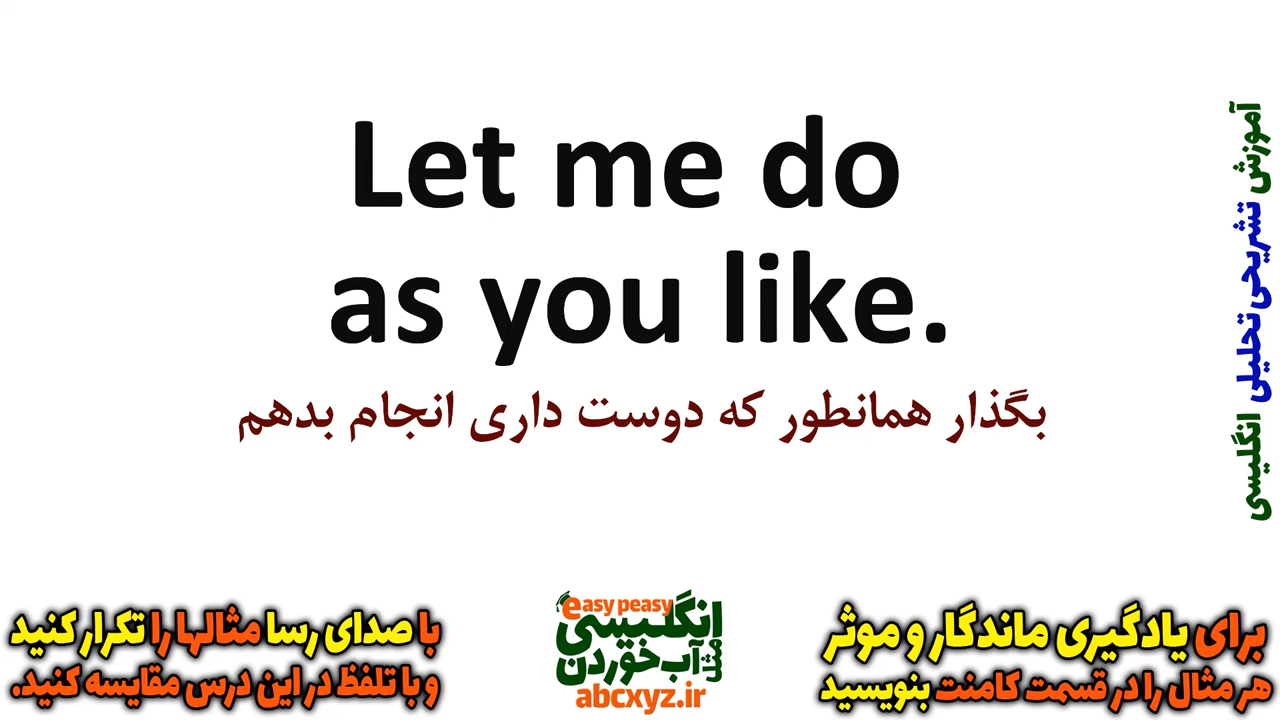 Let me do
as you like.
بگذار همانطور که دوست داری انجام بدهم
آموزش تشریحی تحلیلی انگلیسی
برای یادگیری ماندگار و موثر
هر مثال را در قسمت کامنت بنویسید
easy peasy
انگلیسی
مثل آب خوردن
abcxyz.ir
با صدای رسا مثالها را تکرار کنید
و با تلفظ در این درس مقایسه کنید.